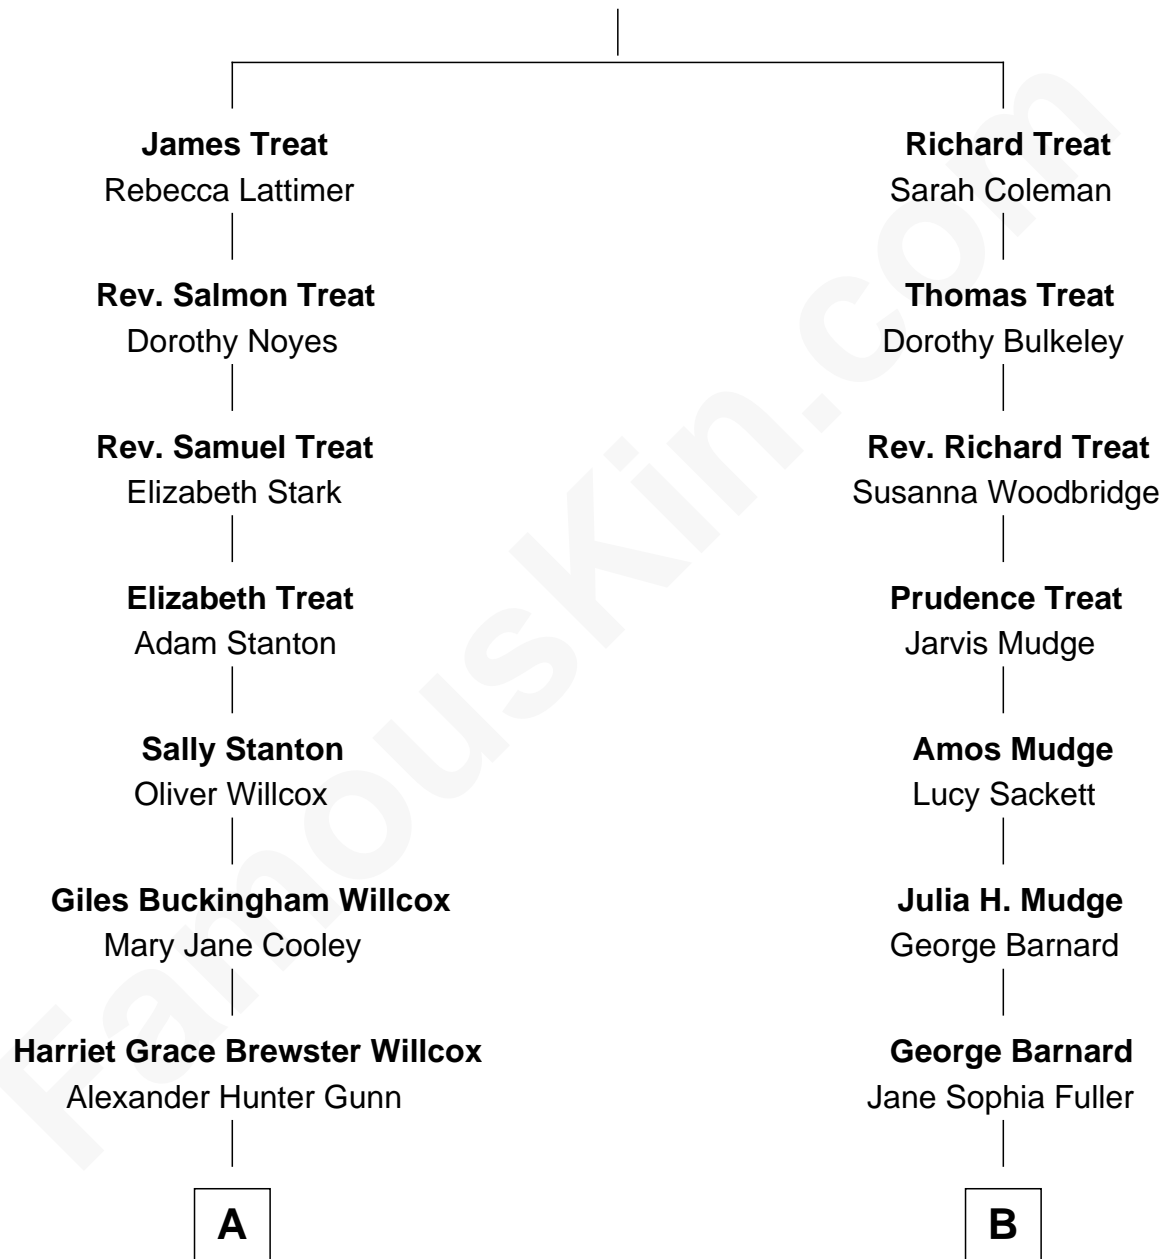 James Treat
Rebecca Lattimer
Richard Treat
Sarah Coleman
Rev. Salmon Treat
Dorothy Noyes
Thomas Treat
Dorothy Bulkeley
Rev. Samuel Treat
Elizabeth Stark
Rev. Richard Treat
Susanna Woodbridge
Elizabeth Treat
Adam Stanton
Prudence Treat
Jarvis Mudge
Sally Stanton
Oliver Willcox
Amos Mudge
Lucy Sackett
Giles Buckingham Willcox
Mary Jane Cooley
Julia H. Mudge
George Barnard
Harriet Grace Brewster Willcox
Alexander Hunter Gunn
George Barnard
Jane Sophia Fuller
A
B
FamousKin.com